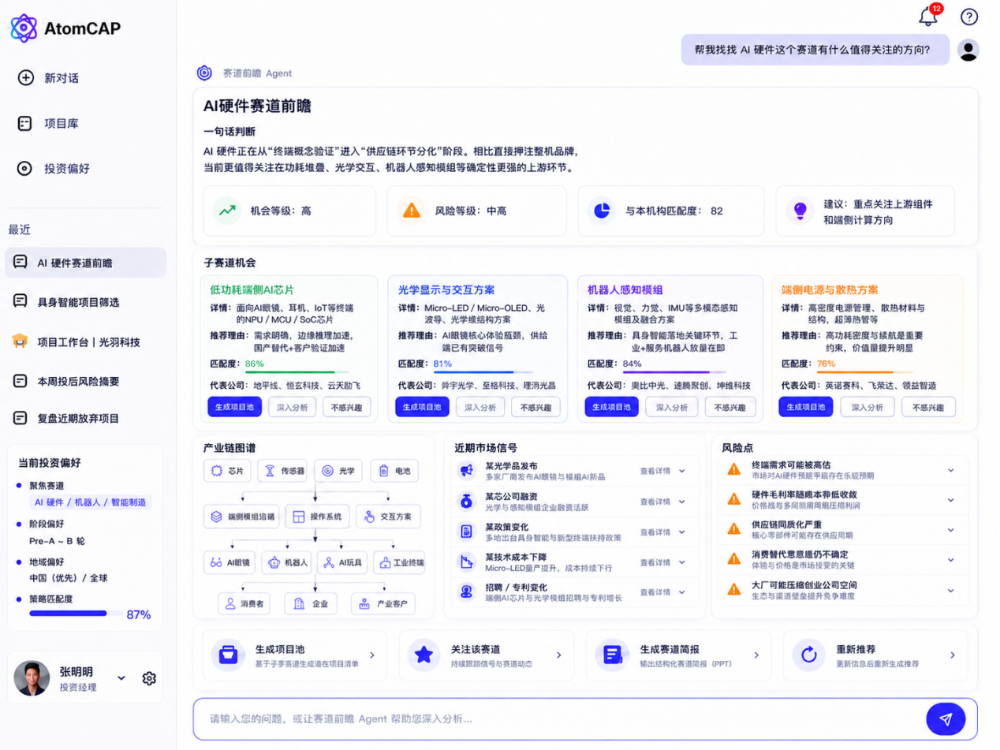 AtomCAP
新对话
项目库
投资偏好
最近
AI 硬件赛道前瞻
具身智能项目筛选
项目工作台 | 光羽科技
本周投后风险摘要
复盘近期放弃项目
当前投资偏好
聚焦赛道
AI 硬件 / 机器人 / 智能制造
阶段偏好
Pre-A ~ B 轮
地域偏好
中国（优先）/ 全球
策略匹配度
87%
张明明
投资经理
12
帮我找找 AI 硬件这个赛道有什么值得关注的方向？
赛道前瞻 Agent
AI硬件赛道前瞻
一句话判断
AI 硬件正在从“终端概念验证”进入“供应链环节分化”阶段。相比直接押注整机品牌，
当前更值得关注在功耗堆叠、光学交互、机器人感知模组等确定性更强的上游环节。
机会等级：高
风险等级：中高
与本机构匹配度： 82
建议：重点关注上游组件
和端侧计算方向
子赛道机会
低功耗端侧AI芯片
详情：面向AI眼镜、耳机、IoT等终端
的NPU / MCU / SoC芯片
推荐理由：需求明确，边缘推理加速，
国产替代+客户验证加速
匹配度：86%
代表公司：地平线、恒玄科技、云天励飞
生成项目池
深入分析
不感兴趣
光学显示与交互方案
详情：Micro-LED / Micro-OLED、光
波导、光学维结构方案
推荐理由：AI眼镜核心体验瓶颈，供给
端已有突破信号
匹配度：81%
代表公司：舜宇光学、至格科技、理湃光晶
生成项目池
深入分析
不感兴趣
机器人感知模组
详情：视觉、力觉、IMU等多模态感知
模组及融合方案
推荐理由：具身智能落地关键环节，工
业+服务机器人放量在即
匹配度：84%
代表公司：奥比中光、速腾聚创、坤维科技
生成项目池
深入分析
不感兴趣
端侧电源与散热方案
详情：高密度电源管理、散热材料与
结构，超薄热管等
推荐理由：高功耗密度与续航是重要
约束，价值量提升明显
匹配度：76%
代表公司：英诺赛科、飞荣达、领益智造
生成项目池
深入分析
不感兴趣
产业链图谱
芯片
传感器
光学
电池
端侧模组
操作系统
交互方案
AI眼镜
机器人
AI玩具
工业终端
消费者
企业
产业客户
近期市场信号
某光学品发布
多家厂商发布AI眼镜与模组AI新品
查看详情
某芯公司融资
光学与感知模组企业融资活跃
查看详情
某政策变化
多地出台具身智能与新型终端扶持政策
查看详情
某技术成本下降
Micro-LED量产提升，成本持续下行
查看详情
招聘 / 专利变化
端侧AI芯片与光学模组招聘与专利增长
查看详情
风险点
终端需求可能被高估
市场对AI硬件预期
存在乐观预期
硬件毛利率随
收敛
价格战与
利润
供应链同质化严重
核心零部件可能存在供应周期
消费替代意愿仍不确定
体验与价格是市场接受的关键
大厂可能压缩创业公司空间
生态与渠道壁垒提升竞争难度
生成项目池
基于子赛道生成潜在项目清单
关注该赛道
持续跟踪信号与赛道动态
生成赛道简报
输出结构化赛道简报（PPT）
重新推荐
更新信息后重新生成推荐
请输入您的问题，或让赛道前瞻 Agent 帮助您深入分析...